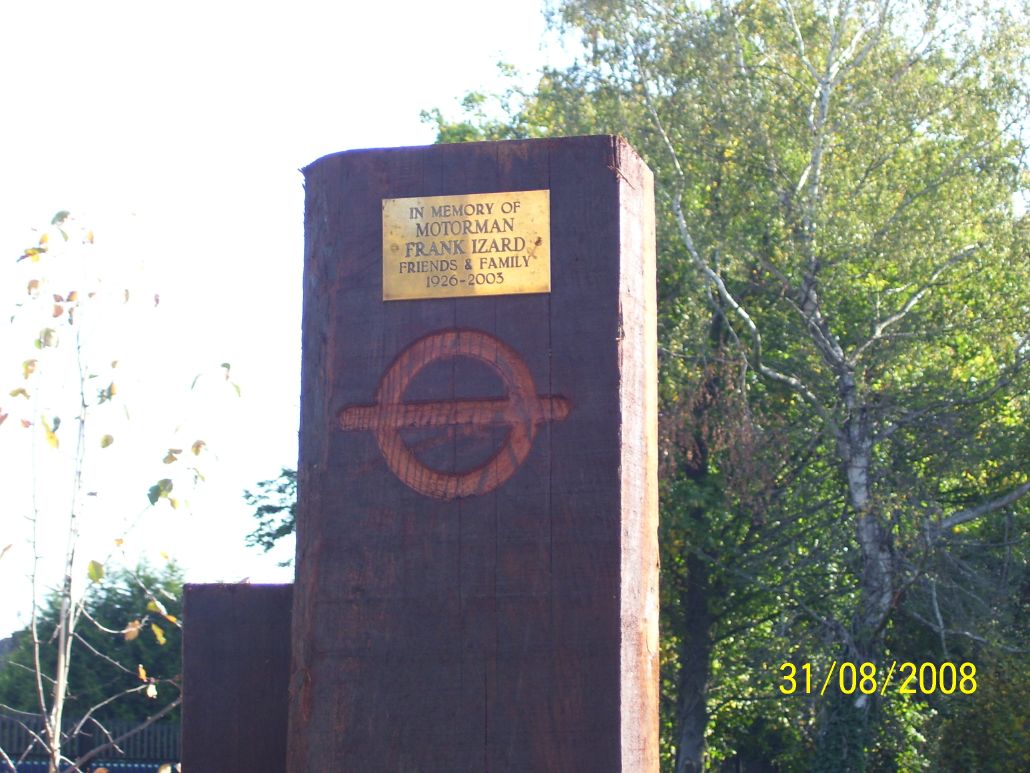 IN MEMORY OF
MOTORMAN
FRANK IZARD
FRIENDS & FAMILY
1926-2003
31/08/2008